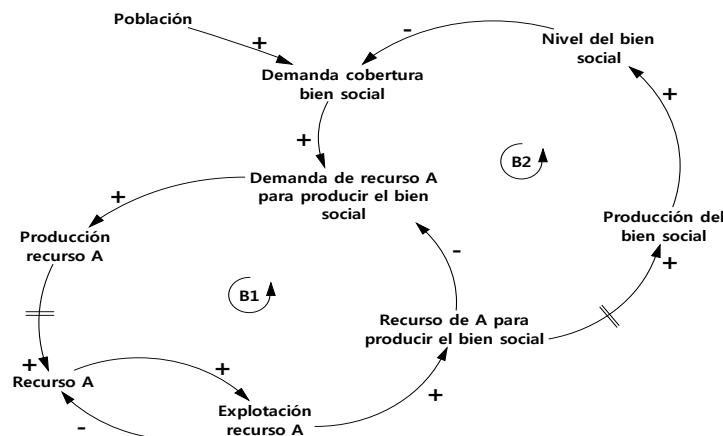 Población
+
-
Nivel del bien
social
Demanda cobertura
bien social
+
+
B2
Demanda de recurso A
para producir el bien
social
+
Producción
recurso A
Producción del
bien social
+
-
B1
Recurso de A para
producir el bien social
+
Recurso A
+
+
Explotación
recurso A
-